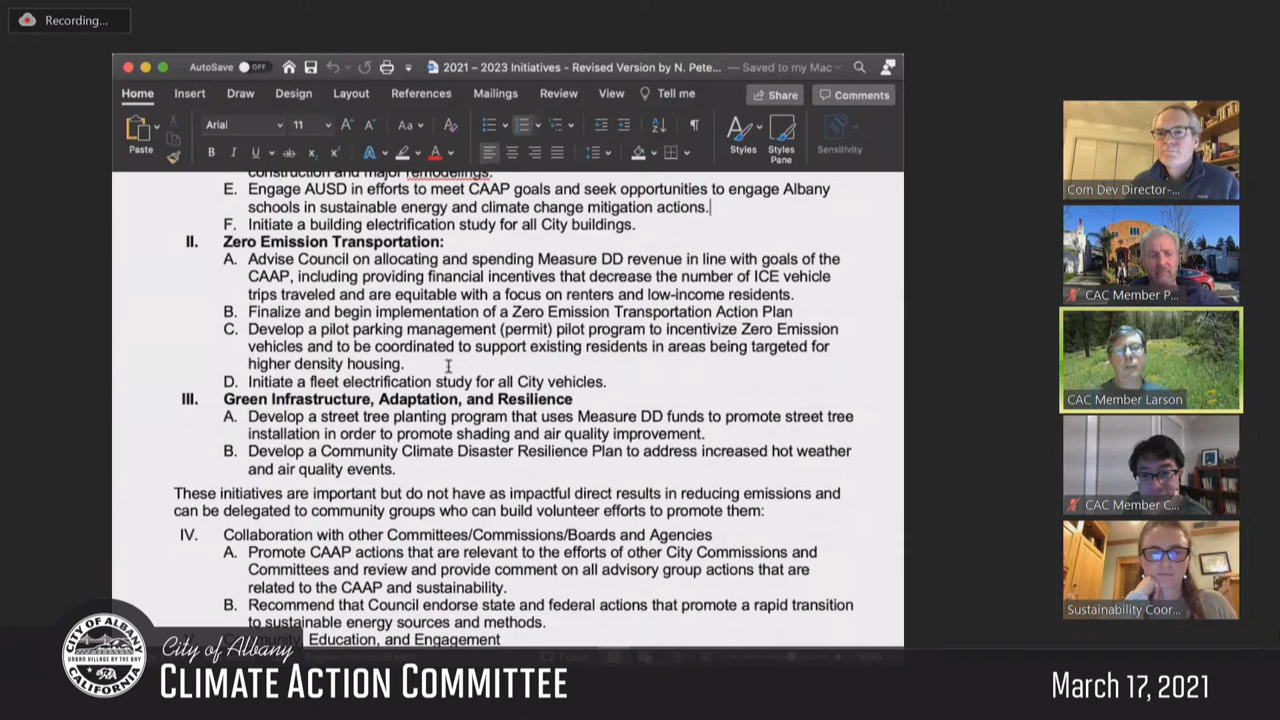 Recording...
AutoSave OFF 2021 – 2023 Initiatives - Revised Version by N. Pete... — Saved to my Mac
Home Insert Draw Design Layout References Mailings Review View Tell me Share Comments
Paste Arial 11 Styles Styles Pane Sensitivity
construction and major remodelings.
E. Engage AUSD in efforts to meet CAAP goals and seek opportunities to engage Albany
schools in sustainable energy and climate change mitigation actions.
F. Initiate a building electrification study for all City buildings.
II. Zero Emission Transportation:
A. Advise Council on allocating and spending Measure DD revenue in line with goals of the
CAAP, including providing financial incentives that decrease the number of ICE vehicle
trips traveled and are equitable with a focus on renters and low-income residents.
B. Finalize and begin implementation of a Zero Emission Transportation Action Plan
C. Develop a pilot parking management (permit) pilot program to incentivize Zero Emission
vehicles and to be coordinated to support existing residents in areas being targeted for
higher density housing.
D. Initiate a fleet electrification study for all City vehicles.
III. Green Infrastructure, Adaptation, and Resilience
A. Develop a street tree planting program that uses Measure DD funds to promote street tree
installation in order to promote shading and air quality improvement.
B. Develop a Community Climate Disaster Resilience Plan to address increased hot weather
and air quality events.
These initiatives are important but do not have as impactful direct results in reducing emissions and
can be delegated to community groups who can build volunteer efforts to promote them:
IV. Collaboration with other Committees/Commissions/Boards and Agencies
A. Promote CAAP actions that are relevant to the efforts of other City Commissions and
Committees and review and provide comment on all advisory group actions that are
related to the CAAP and sustainability.
B. Recommend that Council endorse state and federal actions that promote a rapid transition
to sustainable energy sources and methods.
Education, and Engagement
Com Dev Director-...
CAC Member P...
CAC Member Larson
CAC Member C...
Sustainability Coor...
CITY OF ALBANY
URBAN VILLAGE BY THE BAY
CALIFORNIA
City of Albany
CLIMATE ACTION COMMITTEE
March 17, 2021